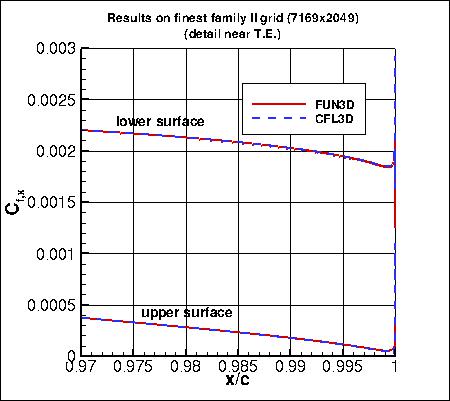 Results on finest family II grid (7169x2049)
(detail near T.E.)
0.003
0.0025
0.002
0.0015
0.001
0.0005
0
C_f,x
lower surface
FUN3D
CFL3D
upper surface
0.97 0.975 0.98 0.985 0.99 0.995 1
x/c